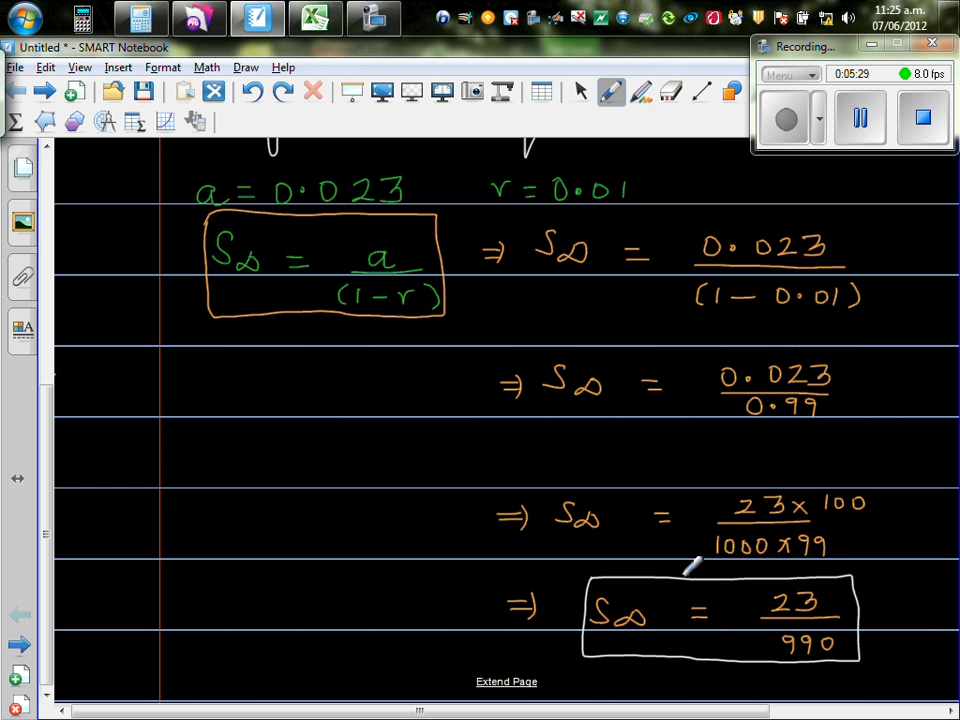 11:25 a.m.
07/06/2012
Untitled * - SMART Notebook
Recording...
File Edit View Insert Format Math Draw Help
Menu
0:05:29
8.0 fps
a = 0.023 r = 0.01
S∞ = a / (1 - r) ⇒ S∞ = 0.023 / (1 - 0.01)
⇒ S∞ = 0.023 / 0.99
⇒ S∞ = 23 x 100 / 1000 x 99
⇒ S∞ = 23 / 990
Extend Page